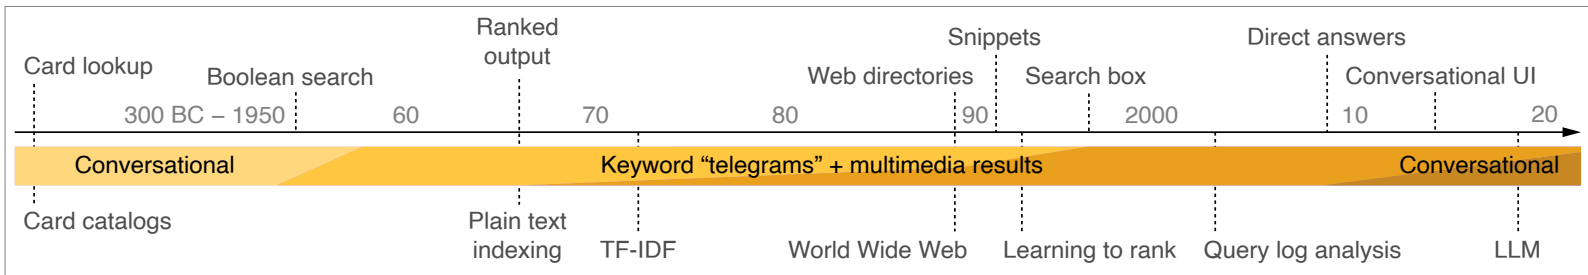 Card lookup
Boolean search
Ranked
output
Web directories
Snippets
Search box
Direct answers
Conversational UI
300 BC – 1950
60
70
80
90
2000
10
20
Conversational
Keyword “telegrams” + multimedia results
Conversational
Card catalogs
Plain text
indexing
TF-IDF
World Wide Web
Learning to rank
Query log analysis
LLM